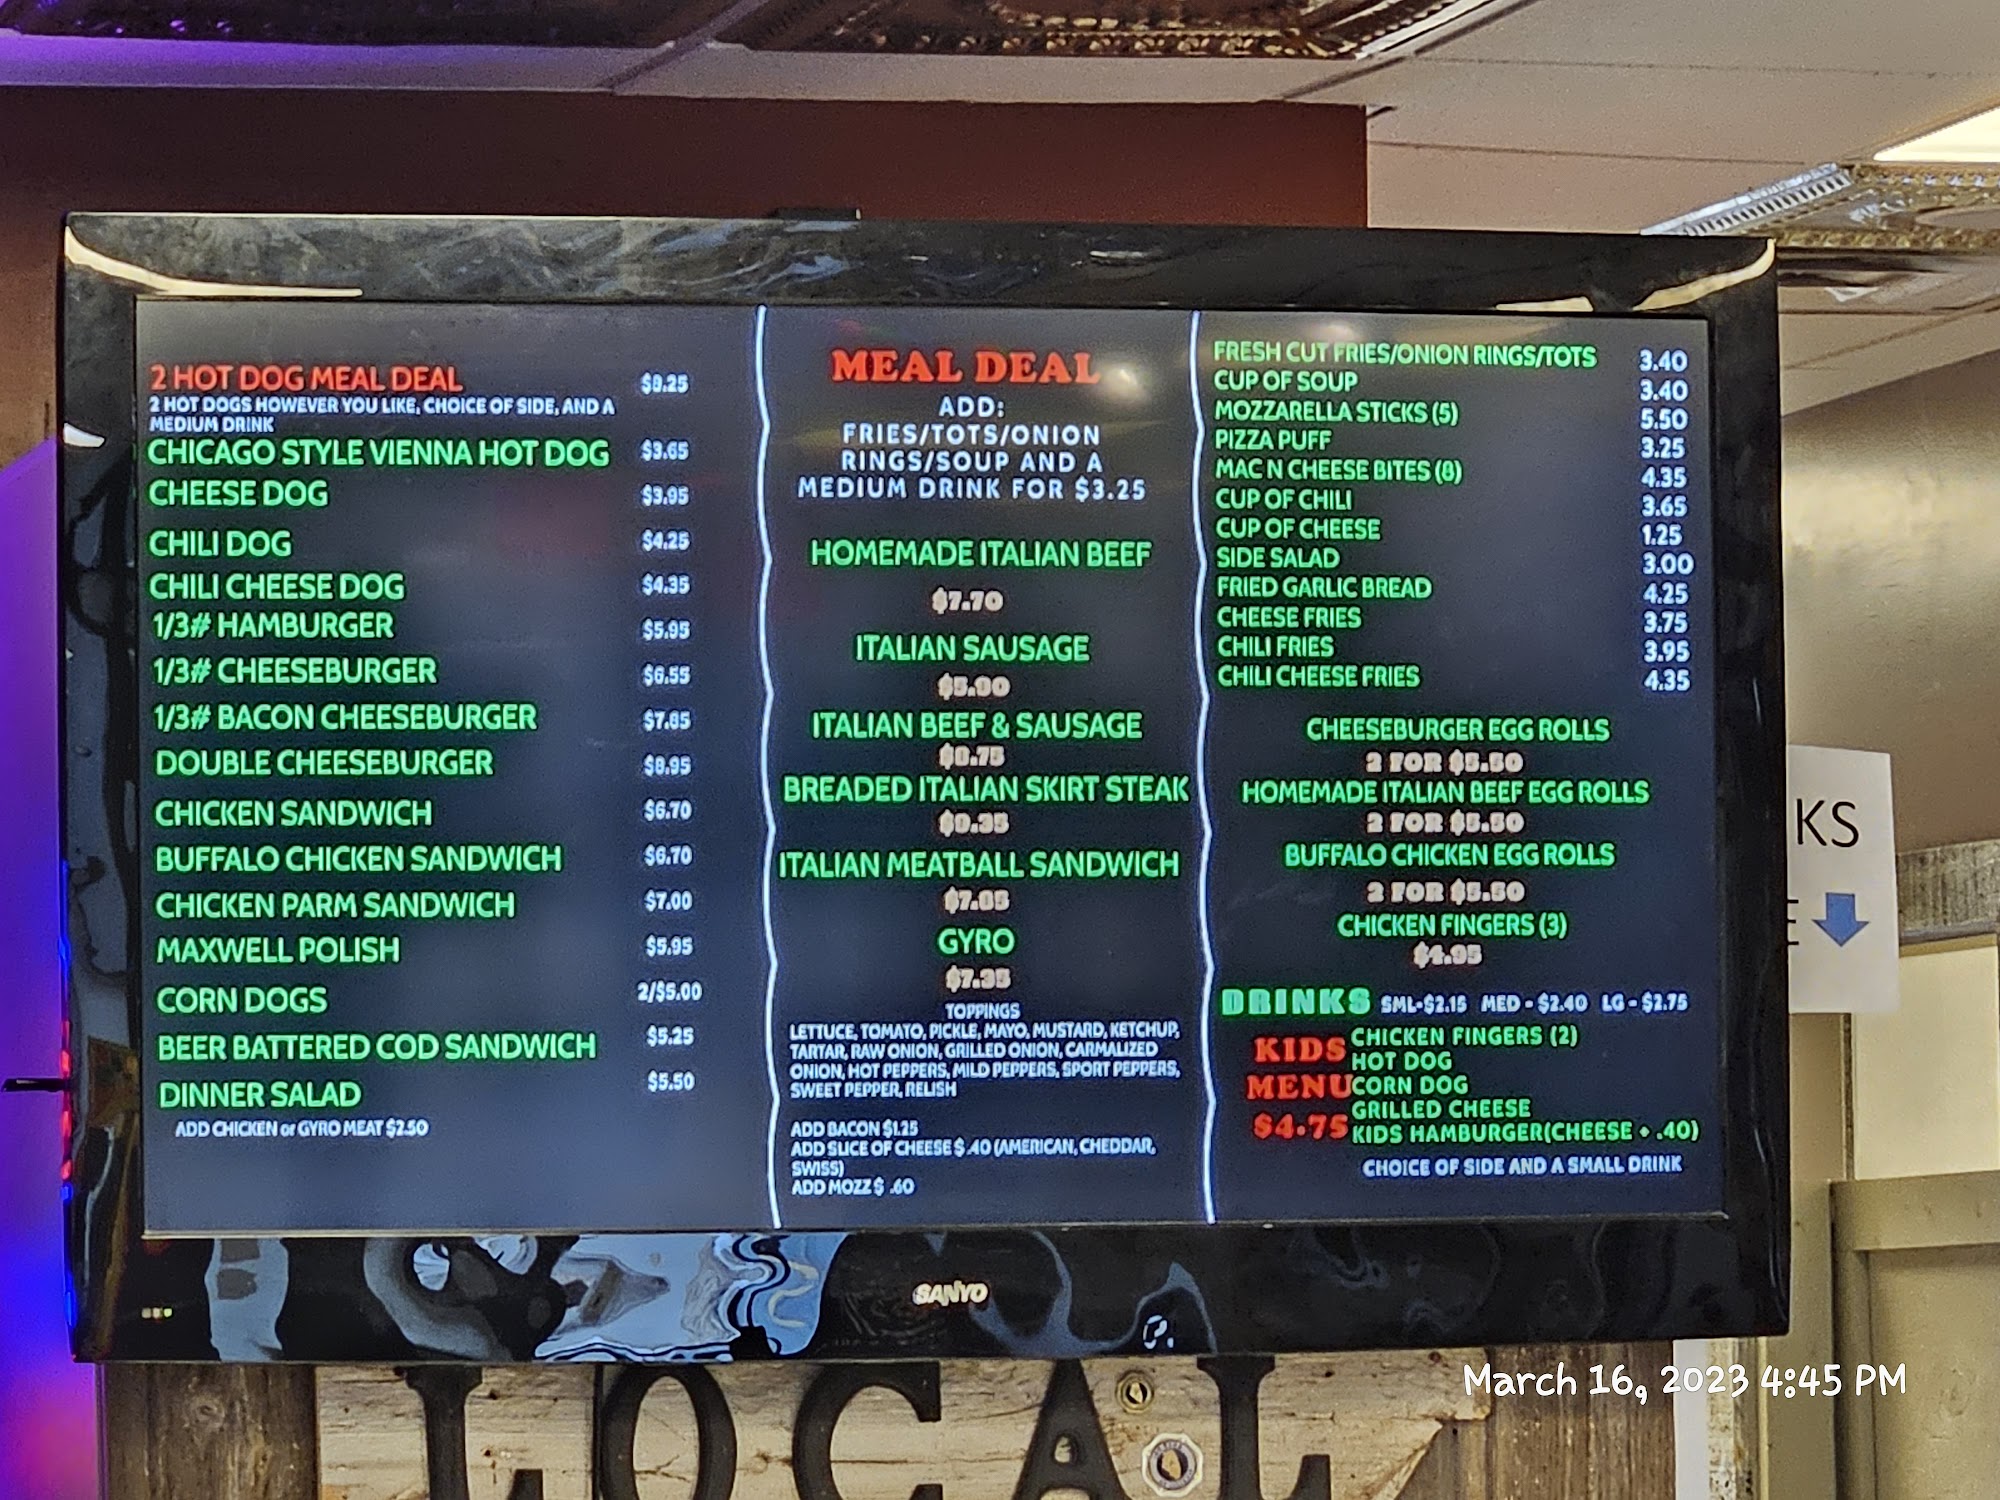 2 HOT DOG MEAL DEAL
2 HOT DOGS HOWEVER YOU LIKE, CHOICE OF SIDE, AND A
MEDIUM DRINK
CHICAGO STYLE VIENNA HOT DOG $3.65
CHEESE DOG $3.95
CHILI DOG $4.25
CHILI CHEESE DOG $4.35
1/3# HAMBURGER $5.95
1/3# CHEESEBURGER $6.55
1/3# BACON CHEESEBURGER
DOUBLE CHEESEBURGER $8.95
CHICKEN SANDWICH $6.70
BUFFALO CHICKEN SANDWICH $6.70
CHICKEN PARM SANDWICH $7.00
MAXWELL POLISH $5.95
CORN DOGS 2/$5.00
BEER BATTERED COD SANDWICH $5.25
DINNER SALAD $5.50
ADD CHICKEN or GYRO MEAT $2.50
MEAL DEAL
ADD:
FRIES/TOTS/ONION
RINGS/SOUP AND A
MEDIUM DRINK FOR $3.25
HOMEMADE ITALIAN BEEF
$7.70
ITALIAN SAUSAGE
ITALIAN BEEF & SAUSAGE
BREADED ITALIAN SKIRT STEAK
ITALIAN MEATBALL SANDWICH
GYRO
$7.35
TOPPINGS
LETTUCE, TOMATO, PICKLE, MAYO, MUSTARD, KETCHUP,
TARTAR, RAW ONION, GRILLED ONION, CARMALIZED
ONION, HOT PEPPERS, MILD PEPPERS, SPORT PEPPERS,
SWEET PEPPER, RELISH
ADD BACON $1.25
ADD SLICE OF CHEESE $ .40 (AMERICAN, CHEDDAR,
SWISS)
ADD MOZZ $ .60
FRESH CUT FRIES/ONION RINGS/TOTS 3.40
CUP OF SOUP 3.40
MOZZARELLA STICKS (5) 5.50
PIZZA PUFF 3.25
MAC N CHEESE BITES (8) 4.35
CUP OF CHILI 3.65
CUP OF CHEESE 1.25
SIDE SALAD 3.00
FRIED GARLIC BREAD 4.25
CHEESE FRIES 3.75
CHILI FRIES 3.95
CHILI CHEESE FRIES 4.35
CHEESEBURGER EGG ROLLS
2 FOR $5.50
HOMEMADE ITALIAN BEEF EGG ROLLS
2 FOR $5.50
BUFFALO CHICKEN EGG ROLLS
2 FOR $5.50
CHICKEN FINGERS (3)
$4.95
DRINKS SML-$2.15 MED - $2.40 LG - $2.75
KIDS
MENU
$4.75
CHICKEN FINGERS (2)
HOT DOG
CORN DOG
GRILLED CHEESE
KIDS HAMBURGER(CHEESE + .40)
CHOICE OF SIDE AND A SMALL DRINK
KS
E
SANYO
LOCAL
March 16, 2023 4:45 PM